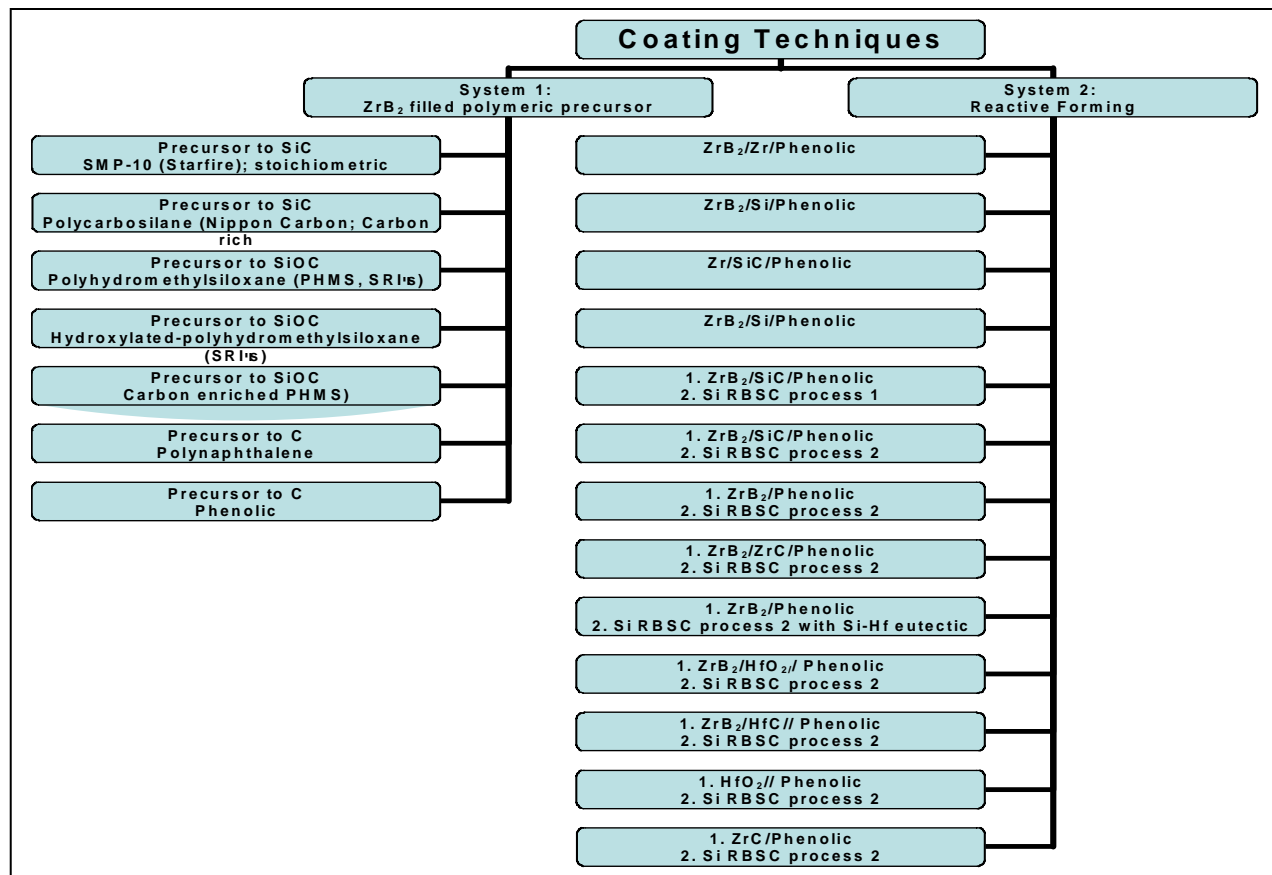 Coating Techniques
System 1:
ZrB₂ filled polymeric precursor
Precursor to SiC
SMP-10 (Starfire); stoichiometric
Precursor to SiC
Polycarbosilane (Nippon Carbon; Carbon
rich
Precursor to SiOC
Polyhydromethylsiloxane (PHMS, SRI's)
Precursor to SiOC
Hydroxylated-polyhydromethylsiloxane
(SRI's)
Precursor to SiOC
Carbon enriched PHMS)
Precursor to C
Polynaphthalene
Precursor to C
Phenolic
System 2:
Reactive Forming
ZrB₂/Zr/Phenolic
ZrB₂/Si/Phenolic
Zr/SiC/Phenolic
ZrB₂/Si/Phenolic
1. ZrB₂/SiC/Phenolic
2. Si RBSC process 1
1. ZrB₂/SiC/Phenolic
2. Si RBSC process 2
1. ZrB₂/Phenolic
2. Si RBSC process 2
1. ZrB₂/ZrC/Phenolic
2. Si RBSC process 2
1. ZrB₂/Phenolic
2. Si RBSC process 2 with Si-Hf eutectic
1. ZrB₂/HfO₂// Phenolic
2. Si RBSC process 2
1. ZrB₂/HfC// Phenolic
2. Si RBSC process 2
1. HfO₂// Phenolic
2. Si RBSC process 2
1. ZrC/Phenolic
2. Si RBSC process 2